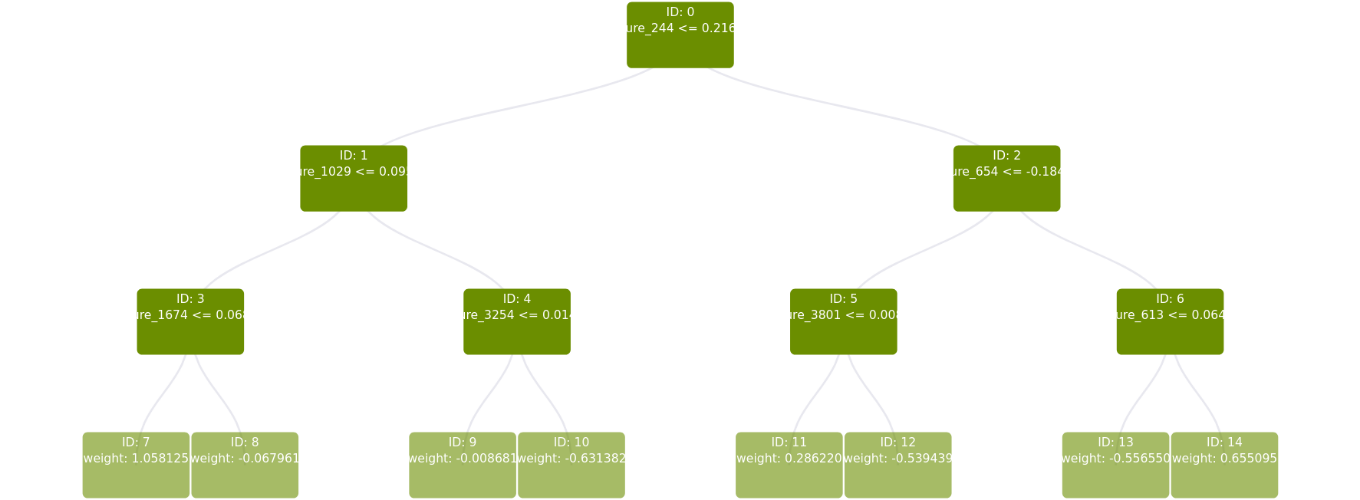 ID: 0
ure_244 <= 0.216
ID: 1
ure_1029 <= 0.09
ID: 2
ure_654 <= -0.184
ID: 3
ure_1674 <= 0.068
ID: 4
ure_3254 <= 0.014
ID: 5
ure_3801 <= 0.008
ID: 6
ure_613 <= 0.064
ID: 7
weight: 1.058125
ID: 8
weight: -0.067961
ID: 9
weight: -0.008681
ID: 10
weight: -0.631382
ID: 11
weight: 0.286220
ID: 12
weight: -0.539439
ID: 13
weight: -0.556550
ID: 14
weight: 0.655095